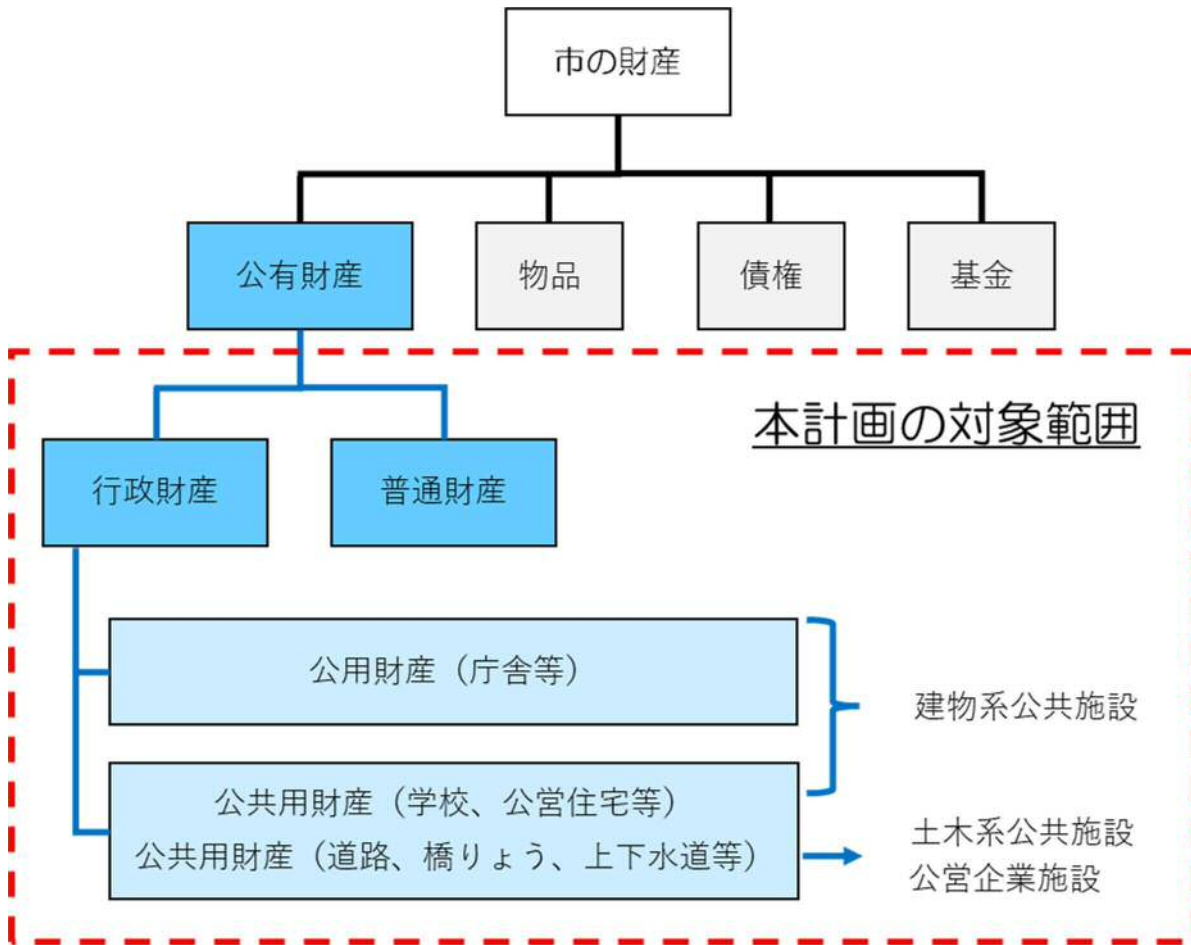 市の財産
公有財産
物品
債権
基金
本計画の対象範囲
行政財産
普通財産
公用財産（庁舎等）
建物系公共施設
公共用財産（学校、公営住宅等）
公共用財産（道路、橋りょう、上下水道等）
土木系公共施設
公営企業施設